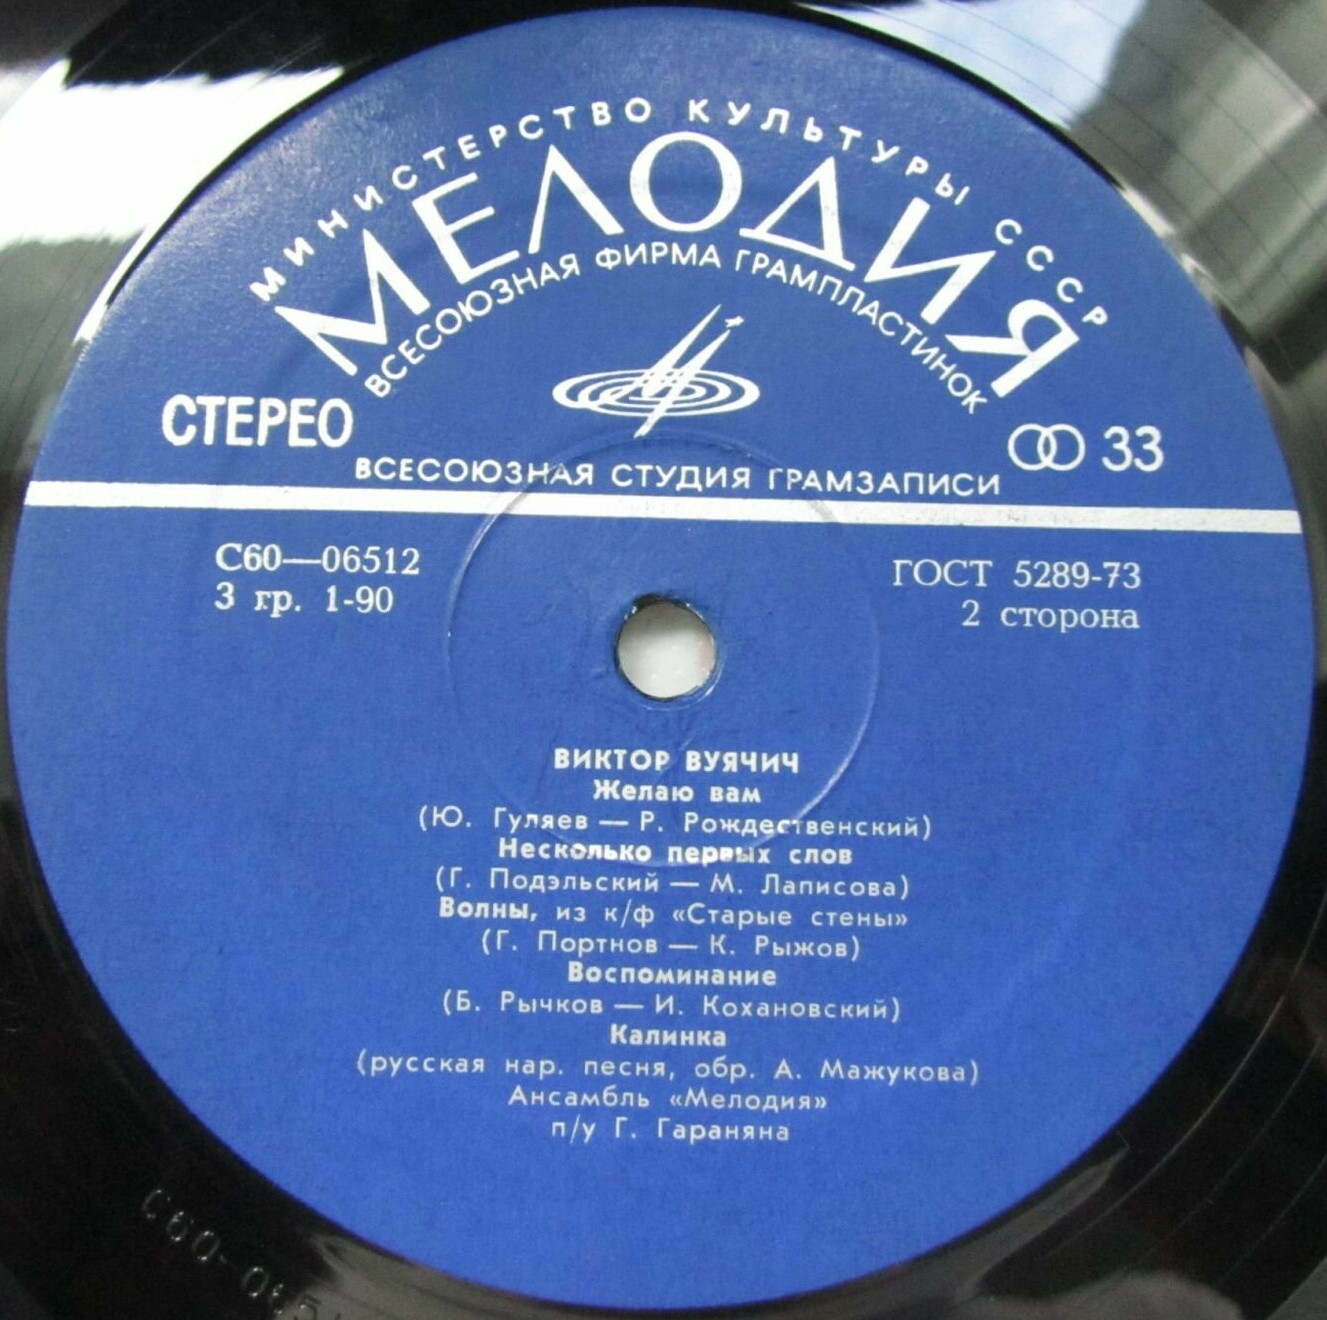 МИНИСТЕРСТВО КУЛЬТУРЫ СССР
МЕЛОДИЯ
ВСЕСОЮЗНАЯ ФИРМА ГРАМПЛАСТИНОК
СТЕРЕО
33
ВСЕСОЮЗНАЯ СТУДИЯ ГРАМЗАПИСИ
С60—06512
3 гр. 1-90
ГОСТ 5289-73
2 сторона
ВИКТОР ВУЯЧИЧ
Желаю вам
(Ю. Гуляев — Р. Рождественский)
Несколько первых слов
(Г. Подэльский — М. Лаписова)
Волны, из к/ф «Старые стены»
(Г. Портнов — К. Рыжов)
Воспоминание
(Б. Рычков — И. Кохановский)
Калинка
(русская нар. песня, обр. А. Мажукова)
Ансамбль «Мелодия»
п/у Г. Гараняна